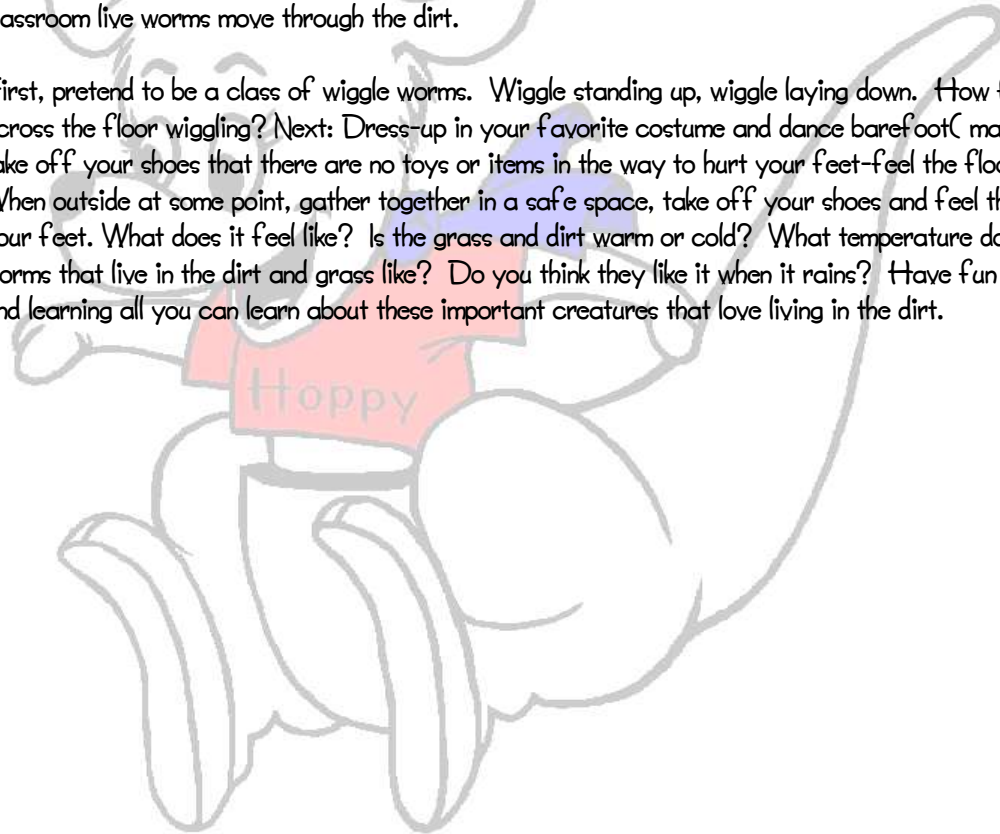 assroom live worms move through the dirt.
irst, pretend to be a class of wiggle worms. Wiggle standing up, wiggle laying down. How
cross the floor wiggling? Next: Dress-up in your favorite costume and dance barefoot( ma
ake off your shoes that there are no toys or items in the way to hurt your feet-feel the floo
When outside at some point, gather together in a safe space, take off your shoes and feel th
our feet. What does it feel like? Is the grass and dirt warm or cold? What temperature do
orms that live in the dirt and grass like? Do you think they like it when it rains? Have fun
nd learning all you can learn about these important creatures that love living in the dirt.
Hoppy